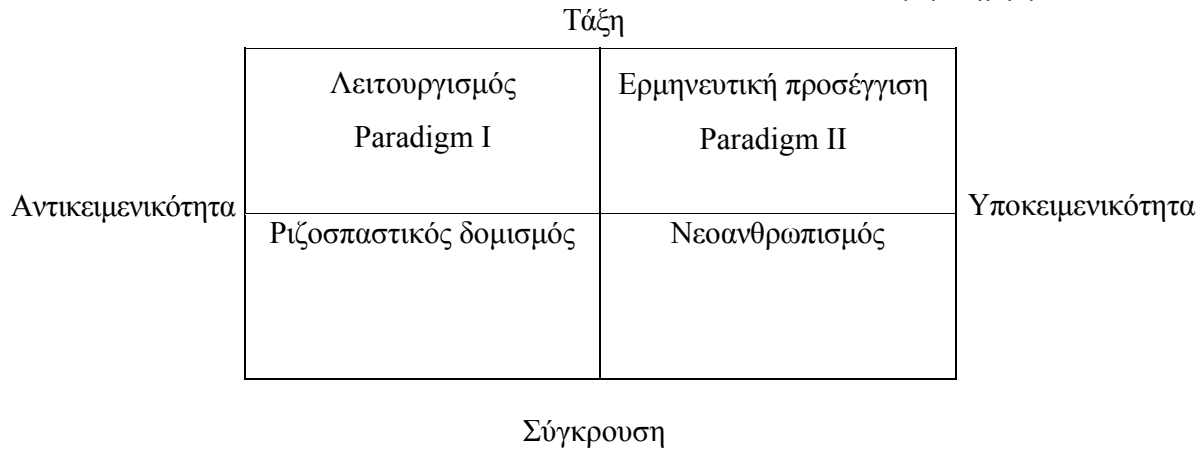 Τάξη
Λειτουργισμός
Paradigm I
Ερμηνευτική προσέγγιση
Paradigm II
Αντικειμενικότητα
Υποκειμενικότητα
Ριζοσπαστικός δομισμός
Νεοανθρωπισμός
Σύγκρουση